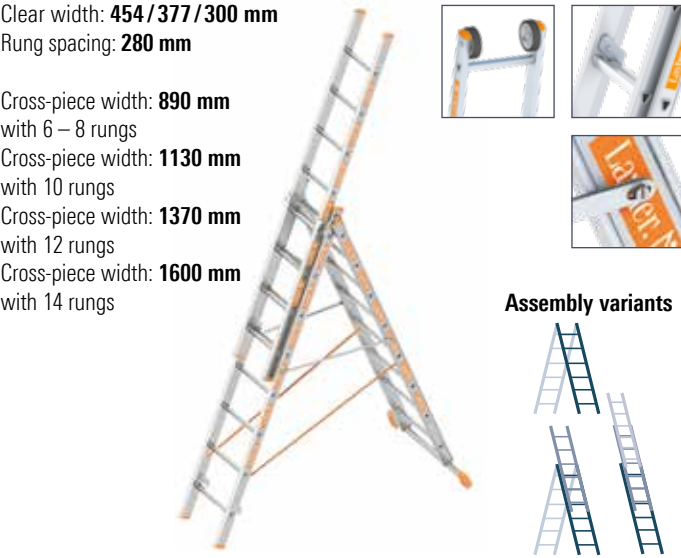 Clear width: 454 / 377 / 300 mm
Rung spacing: 280 mm
Cross-piece width: 890 mm
with 6 – 8 rungs
Cross-piece width: 1130 mm
with 10 rungs
Cross-piece width: 1370 mm
with 12 rungs
Cross-piece width: 1600 mm
with 14 rungs
Assembly variants